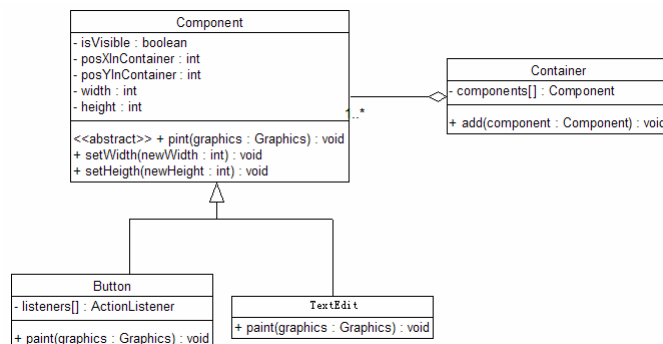 Component
- isVisible : boolean
- posXInContainer : int
- posYInContainer : int
- width : int
- height : int
<<abstract>> + pint(graphics : Graphics) : void
+ setWidth(newWidth : int) : void
+ setHeigth(newHeight : int) : void
1..*
Container
- components[] : Component
+ add(component : Component) : void
Button
- listeners[] : ActionListener
+ paint(graphics : Graphics) : void
TextEdit
+ paint(graphics : Graphics) : void